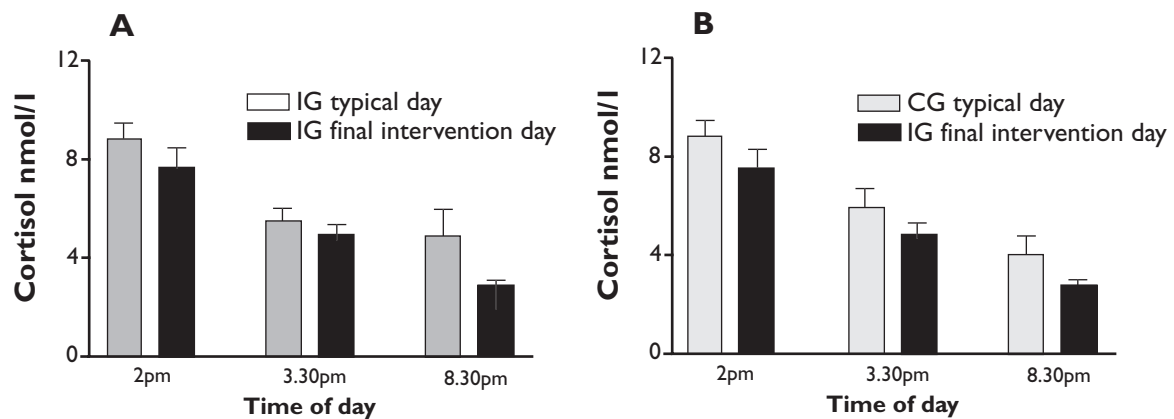 A
12
8
4
0
Cortisol nmol/l
IG typical day
IG final intervention day
2pm
3.30pm
8.30pm
Time of day
B
12
8
4
0
Cortisol nmol/l
CG typical day
IG final intervention day
2pm
3.30pm
8.30pm
Time of day